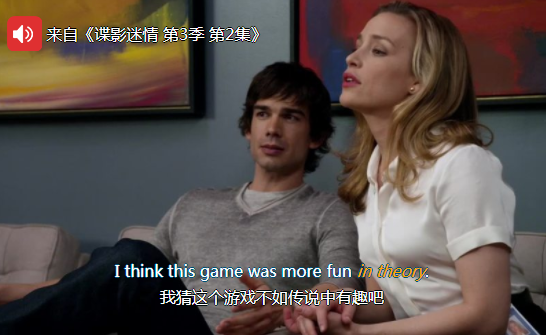 来自《谍影迷情 第3季 第2集》
I think this game was more fun in theory.
我猜这个游戏不如传说中有趣吧